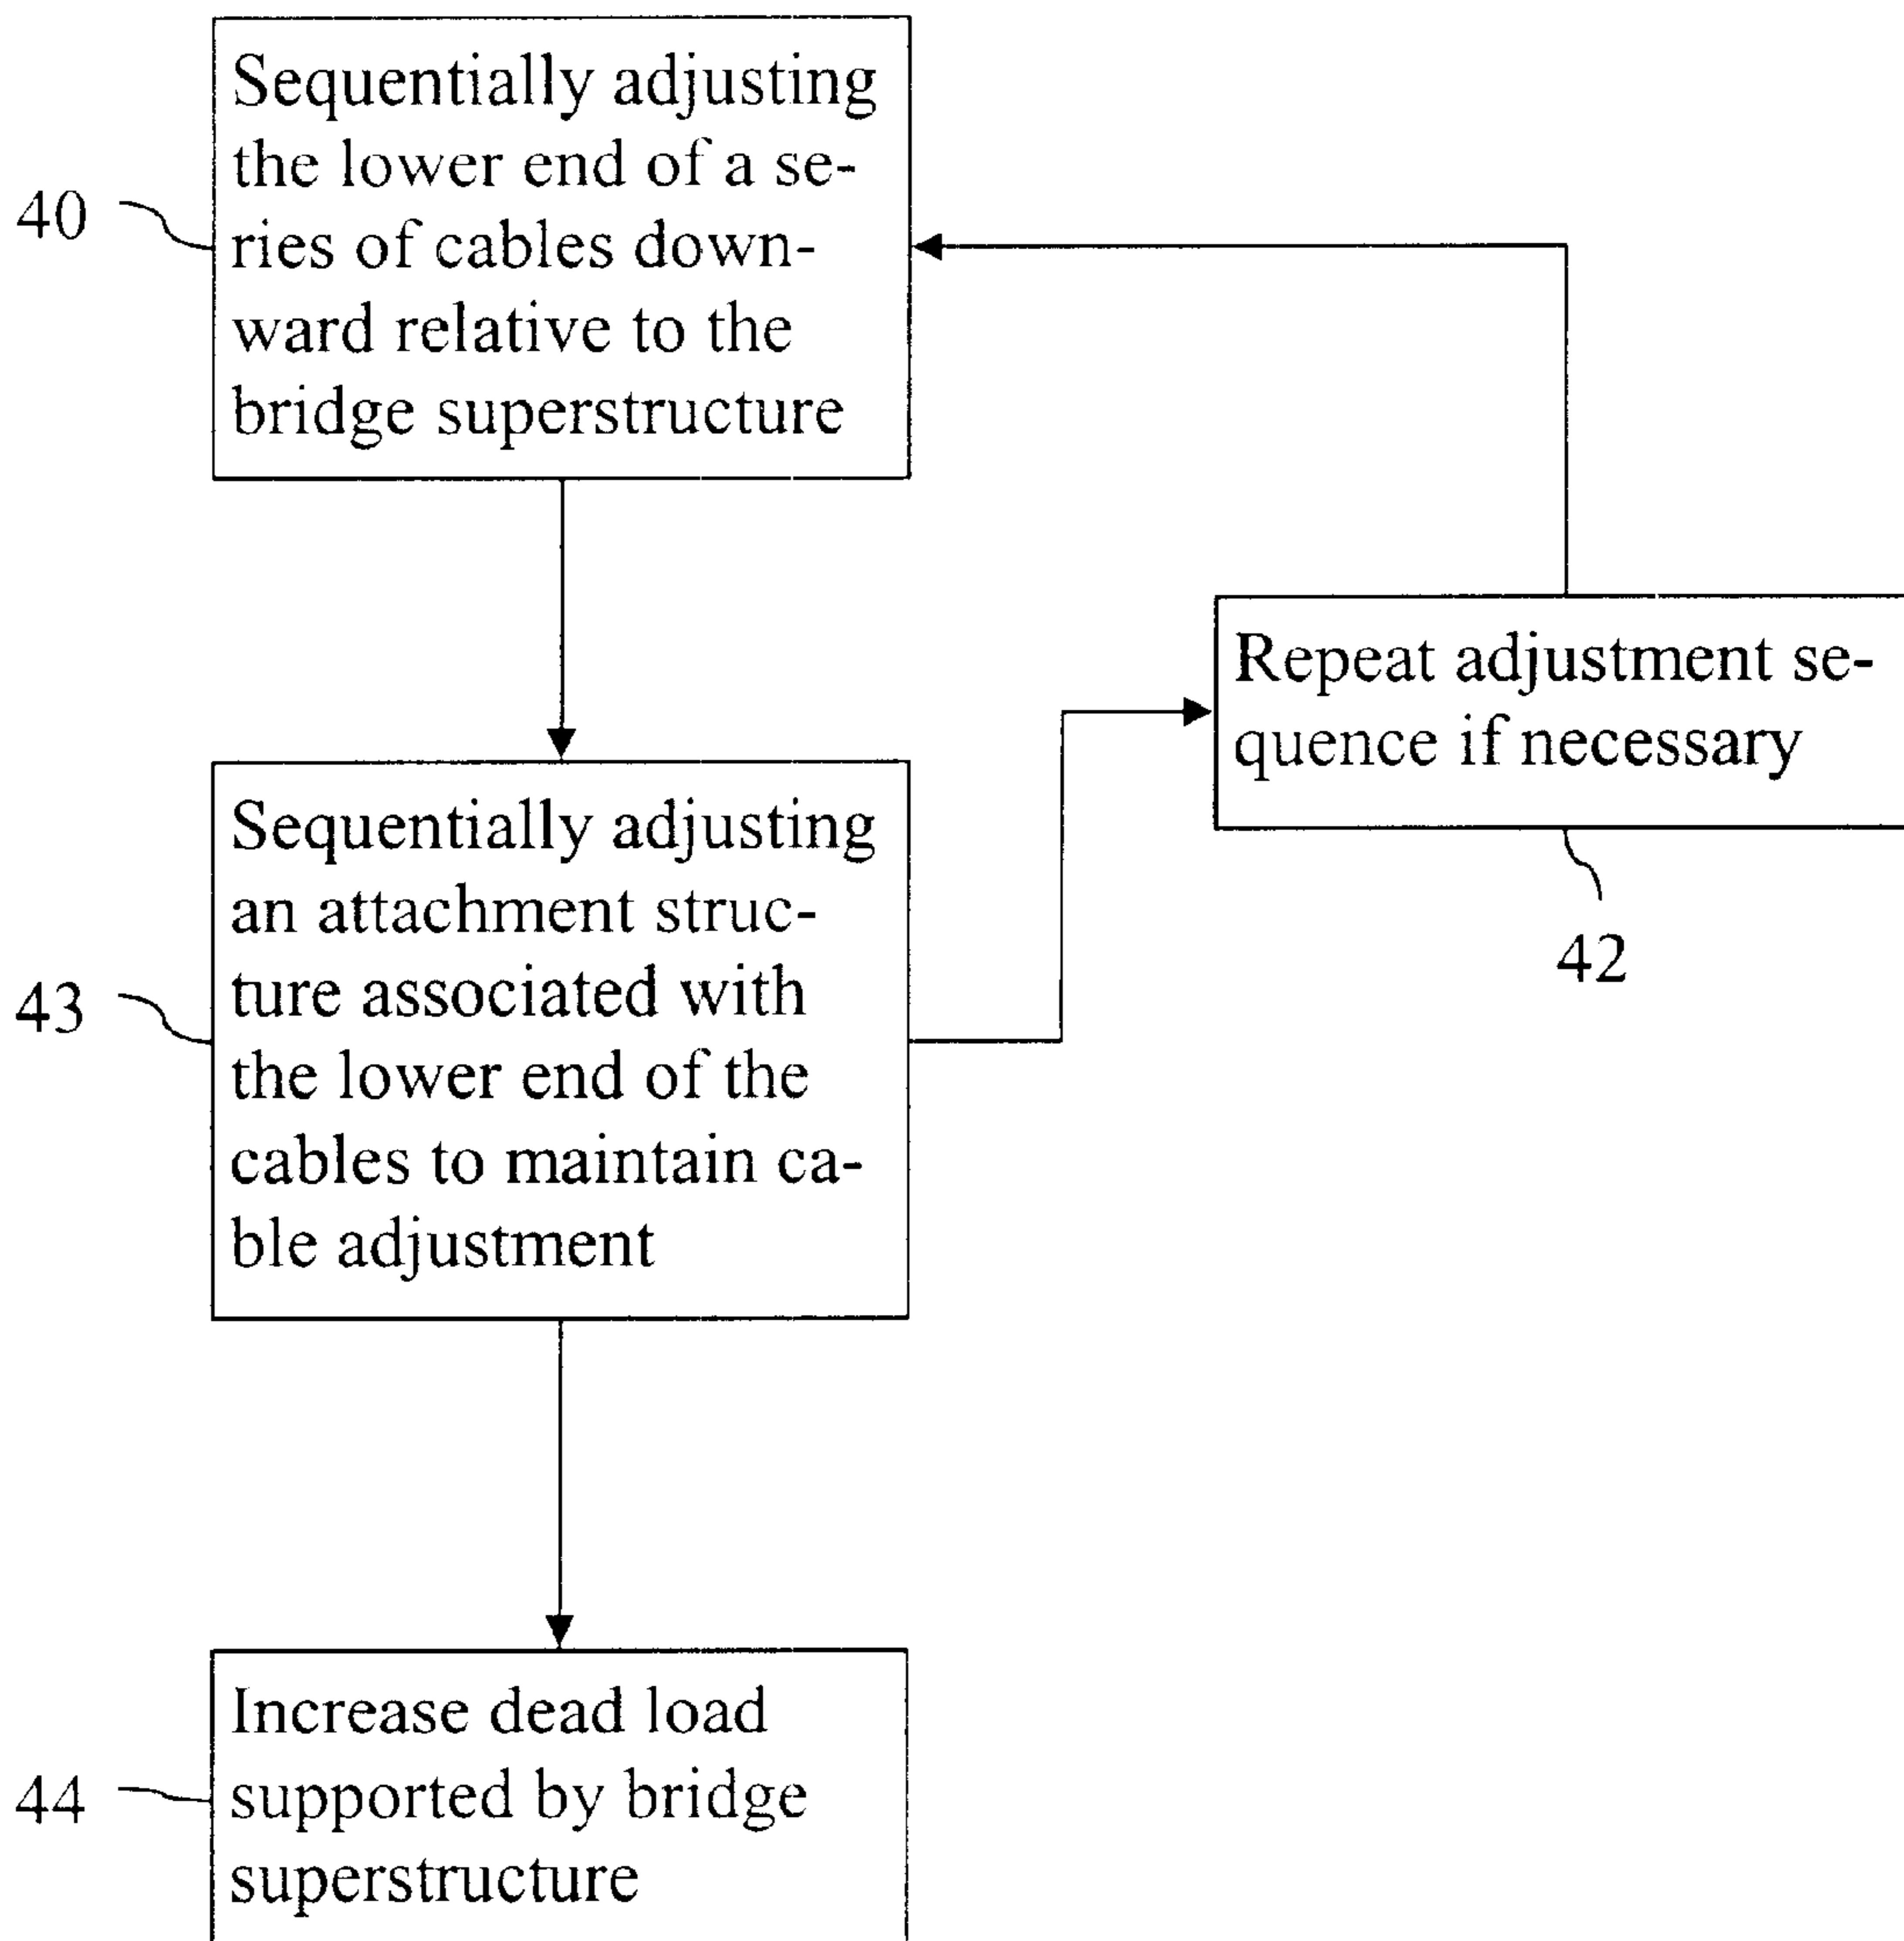 Sequentially adjusting
the lower end of a se-
ries of cables down-
ward relative to the
bridge superstructure
40
Repeat adjustment se-
quence if necessary
42
Sequentially adjusting
an attachment struc-
ture associated with
the lower end of the
cables to maintain ca-
ble adjustment
43
Increase dead load
supported by bridge
superstructure
44